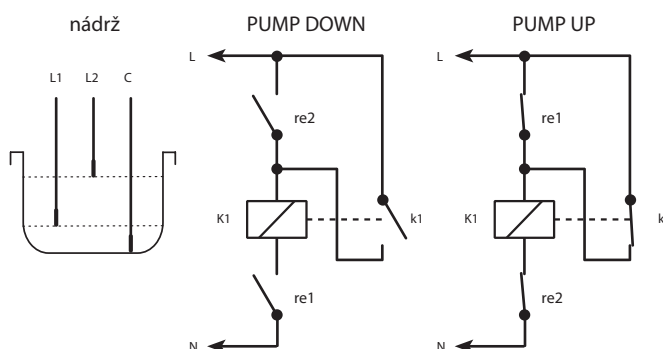 nádrž
L1 L2 C
PUMP DOWN
L
re2
K1
k1
re1
N
PUMP UP
L
re1
K1
k
re2
N